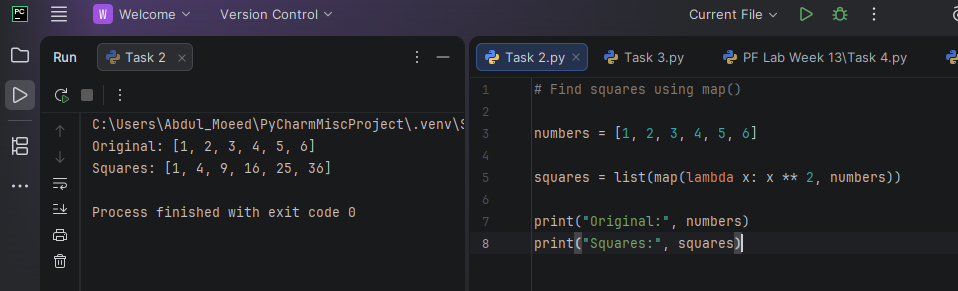 PC
W Welcome
Version Control
Current File
Run
Task 2
C:\Users\Abdul_Moeed\PyCharmMiscProject\.venv\S
Original: [1, 2, 3, 4, 5, 6]
Squares: [1, 4, 9, 16, 25, 36]
Process finished with exit code 0
Task 2.py
Task 3.py
PF Lab Week 13\Task 4.py
1 # Find squares using map()
2
3 numbers = [1, 2, 3, 4, 5, 6]
4
5 squares = list(map(lambda x: x ** 2, numbers))
6
7 print("Original:", numbers)
8 print("Squares:", squares)